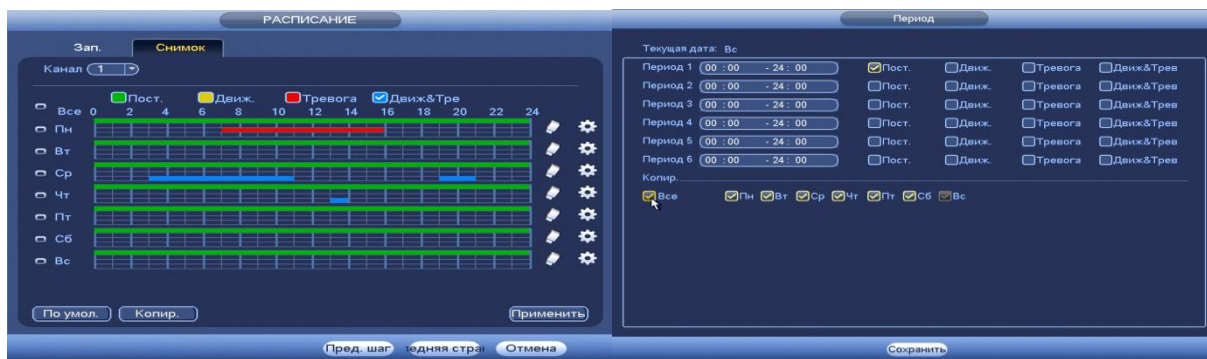 РАСПИСАНИЕ
Зап. Снимок
Канал 1
Пост. Движ. Тревога Движ&Тре
Все 0 2 4 6 8 10 12 14 16 18 20 22 24
Пн
Вт
Ср
Чт
Пт
Сб
Вс
По умол. Копир. Применить
Пред. шаг едняя стра Отмена
Период
Текущая дата: Вс
Период 1 00 :00 - 24: 00 Пост. Движ. Тревога Движ&Трев
Период 2 00 :00 - 24: 00 Пост. Движ. Тревога Движ&Трев
Период 3 00 :00 - 24: 00 Пост. Движ. Тревога Движ&Трев
Период 4 00 :00 - 24: 00 Пост. Движ. Тревога Движ&Трев
Период 5 00 :00 - 24: 00 Пост. Движ. Тревога Движ&Трев
Период 6 00 :00 - 24: 00 Пост. Движ. Тревога Движ&Трев
Копир.
Все Пн Вт Ср Чт Пт Сб Вс
Сохранить